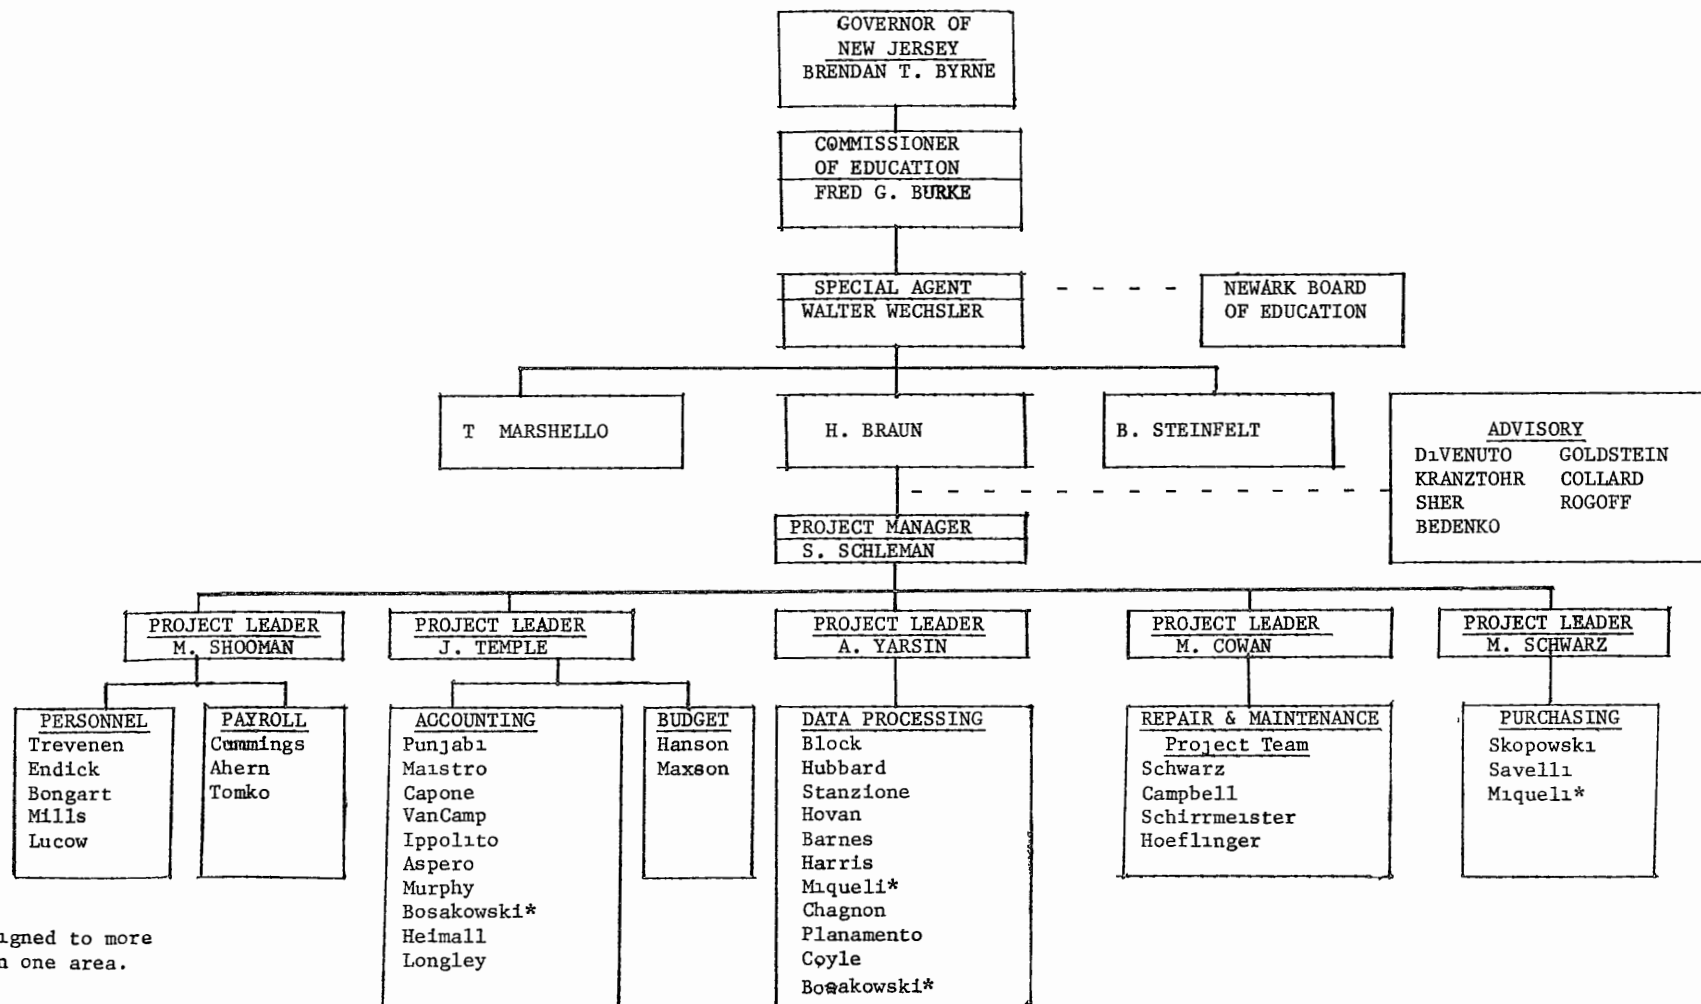 GOVERNOR OF
NEW JERSEY
BRENDAN T. BYRNE
COMMISSIONER
OF EDUCATION
FRED G. BURKE
SPECIAL AGENT
WALTER WECHSLER
NEWARK BOARD
OF EDUCATION
T MARSHELLO
H. BRAUN
B. STEINFELT
ADVISORY
DiVENUTO GOLDSTEIN
KRANZTOHR COLLARD
SHER ROGOFF
BEDENKO
PROJECT MANAGER
S. SCHLEMAN
PROJECT LEADER
M. SHOOMAN
PROJECT LEADER
J. TEMPLE
PROJECT LEADER
A. YARSIN
PROJECT LEADER
M. COWAN
PROJECT LEADER
M. SCHWARZ
PERSONNEL
Trevenen
Endick
Bongart
Mills
Lucow
PAYROLL
Cummings
Ahern
Tomko
ACCOUNTING
Punjabi
Maistro
Capone
VanCamp
Ippolito
Aspero
Murphy
Bosakowski*
Heimall
Longley
BUDGET
Hanson
Maxson
DATA PROCESSING
Block
Hubbard
Stanzione
Hovan
Barnes
Harris
Miqueli*
Chagnon
Planamento
Coyle
Bosakowski*
REPAIR & MAINTENANCE
Project Team
Schwarz
Campbell
Schirrmeister
Hoeflinger
PURCHASING
Skopowski
Savelli
Miqueli*
igned to more
n one area.